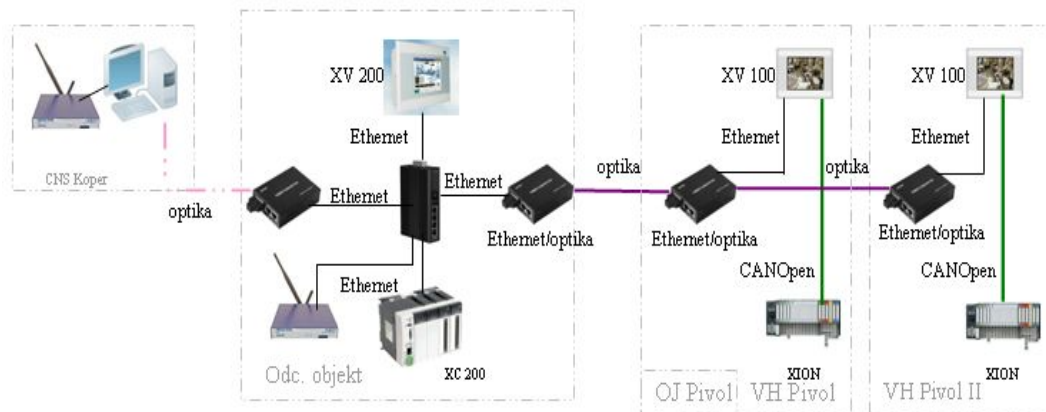 XV 200
XV 100
XV 100
Ethernet
Ethernet
Ethernet
CNS Koper
optika
Ethernet
Ethernet
optika
optika
Ethernet/optika
Ethernet/optika
Ethernet/optika
Ethernet
CANOpen
CANOpen
Odc. objekt
XC 200
XION
XION
OJ Pivol
VH Pivol
VH Pivol II